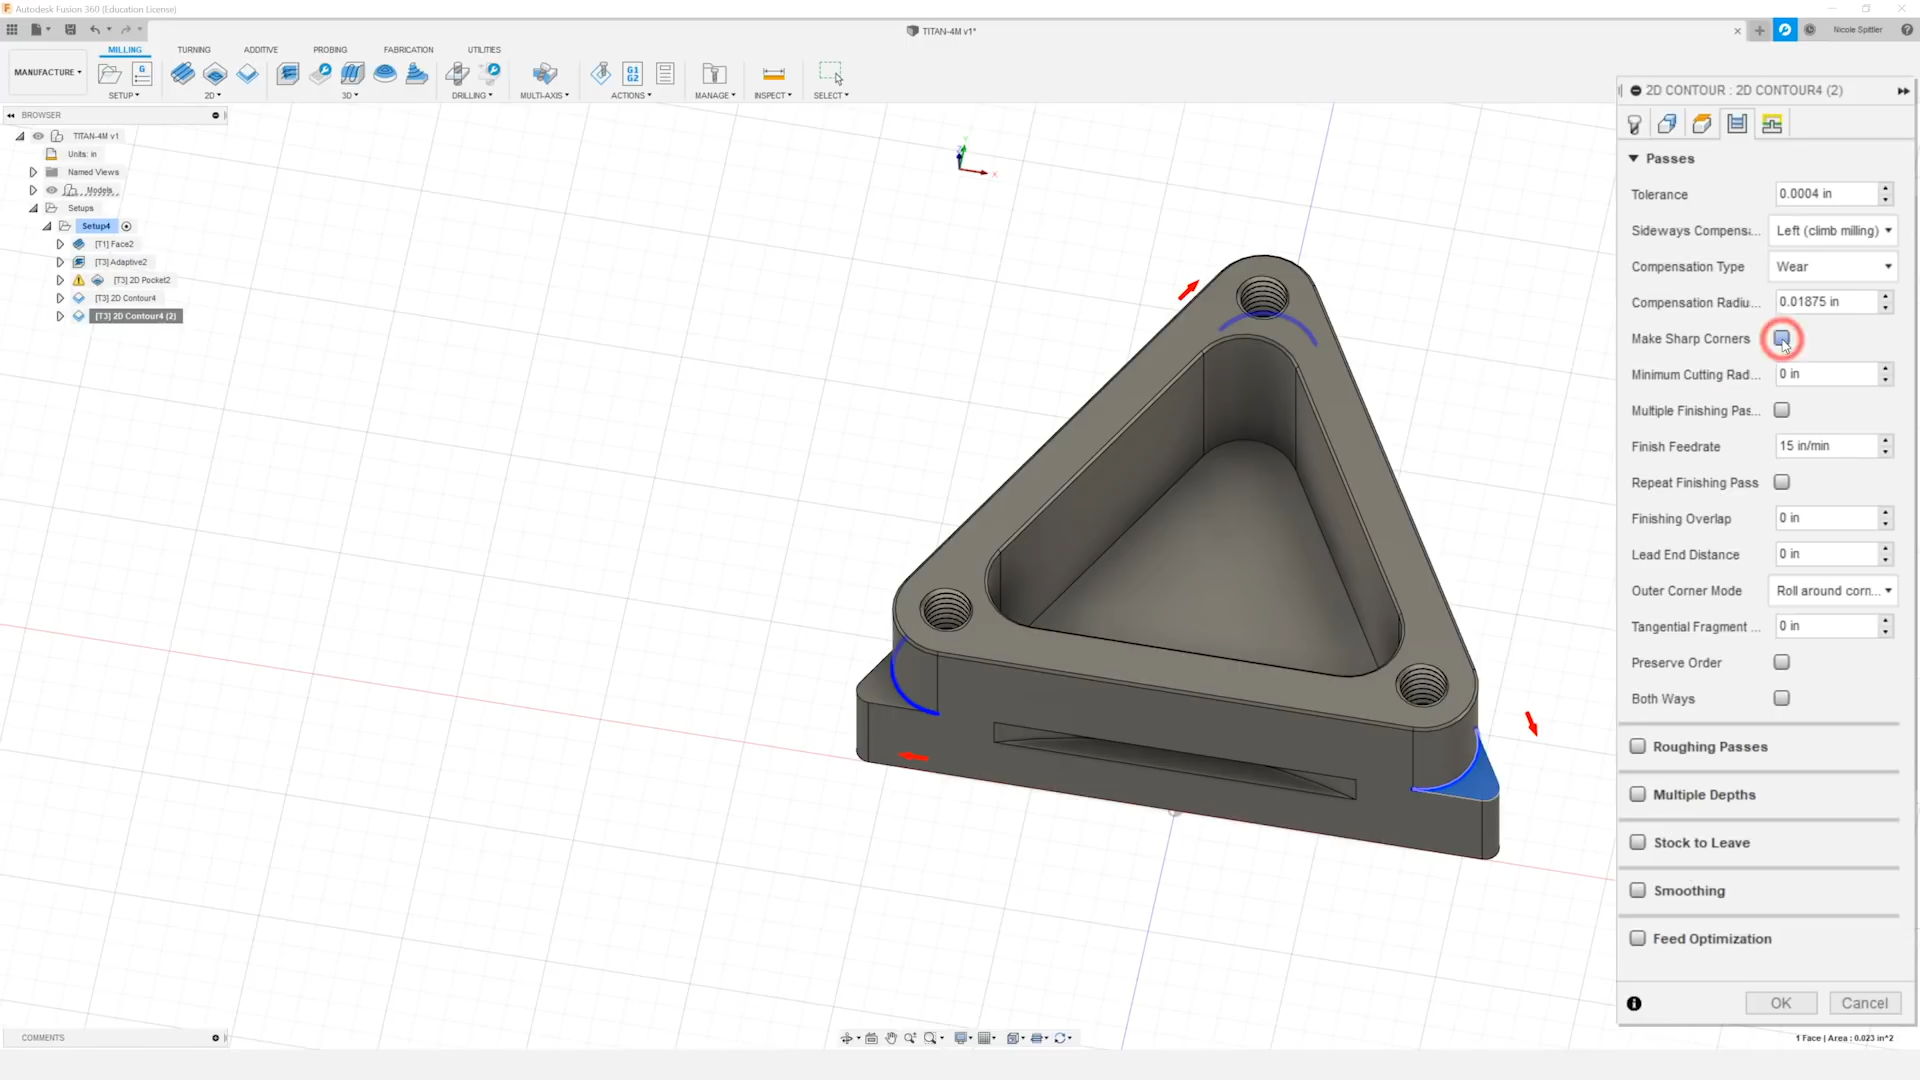 Autodesk Fusion 360 (Education License)
TITAN-4M v1*
Nicole Spittler
MILLING TURNING ADDITIVE PROBING FABRICATION UTILITIES
MANUFACTURE
G
G1
G2
SETUP 2D 3D DRILLING MULTI-AXIS ACTIONS MANAGE INSPECT SELECT
BROWSER
TITAN-4M v1
Units: in
Named Views
Models
Setups
Setup4
[T1] Face2
[T3] Adaptive2
[T3] 2D Pocket2
[T3] 2D Contour4
[T3] 2D Contour4 (2)
2D CONTOUR : 2D CONTOUR4 (2)
Passes
Tolerance 0.0004 in
Sideways Compensa... Left (climb milling)
Compensation Type Wear
Compensation Radiu... 0.01875 in
Make Sharp Corners
Minimum Cutting Rad... 0 in
Multiple Finishing Pas...
Finish Feedrate 15 in/min
Repeat Finishing Pass
Finishing Overlap 0 in
Lead End Distance 0 in
Outer Corner Mode Roll around corn...
Tangential Fragment ... 0 in
Preserve Order
Both Ways
Roughing Passes
Multiple Depths
Stock to Leave
Smoothing
Feed Optimization
OK Cancel
COMMENTS
1 Face | Area : 0.023 in^2